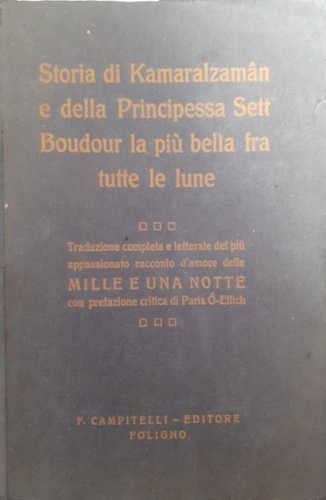 Storia di Kamaralzamân
e della Principessa Sett
Boudour la più bella fra
tutte le lune
Traduzione completa e letterale del più
appassionato racconto d'amore delle
MILLE E UNA NOTTE
con prefazione critica di Paris Ő-Effich
F. CAMPITELLI - EDITORE
FOLIGNO